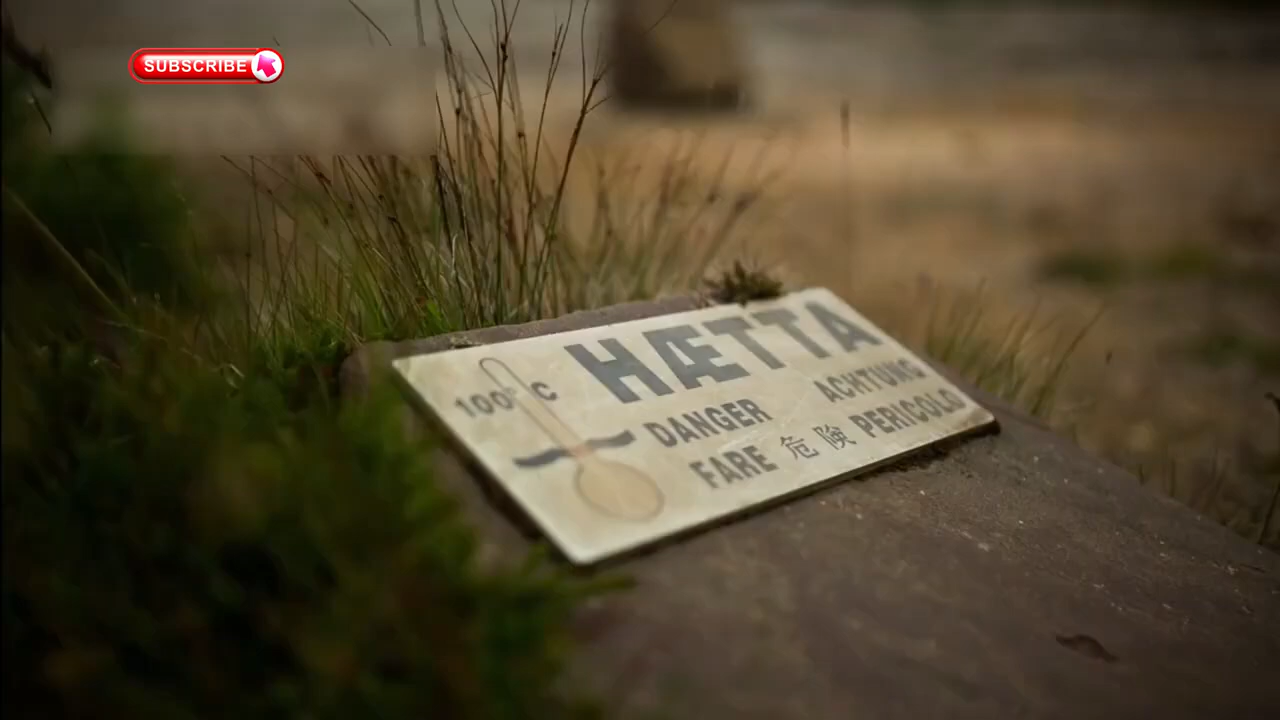 SUBSCRIBE
HÆTTA
100° C
DANGER ACHTUNG
FARE 危険 PERICOLO